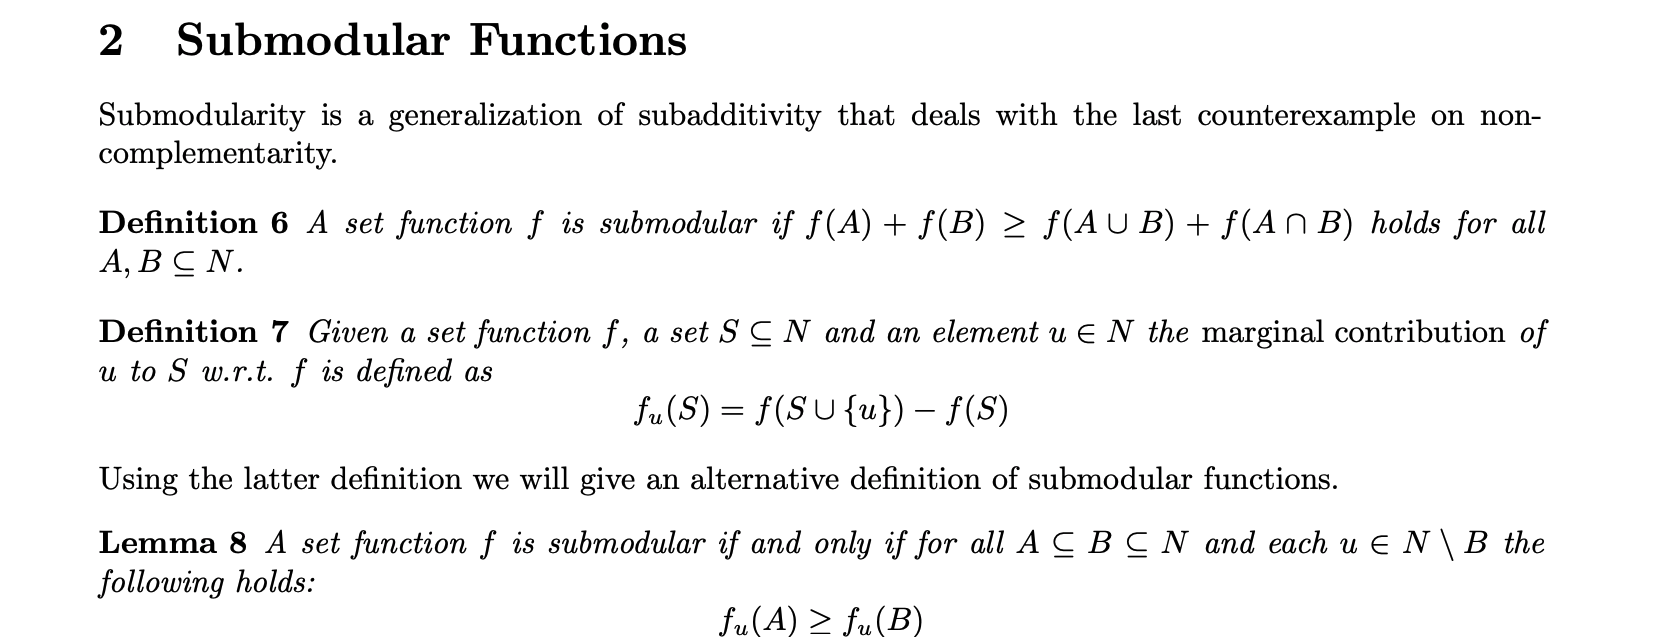 2 Submodular Functions
Submodularity is a generalization of subadditivity that deals with the last counterexample on non-
complementarity.
Definition 6 A set function f is submodular if f(A) + f(B) ≥ f(A ∪ B) + f(A ∩ B) holds for all
A, B ⊆ N.
Definition 7 Given a set function f, a set S ⊆ N and an element u ∈ N the marginal contribution of
u to S w.r.t. f is defined as
fᵤ(S) = f(S ∪ {u}) − f(S)
Using the latter definition we will give an alternative definition of submodular functions.
Lemma 8 A set function f is submodular if and only if for all A ⊆ B ⊆ N and each u ∈ N \ B the
following holds:
fᵤ(A) ≥ fᵤ(B)